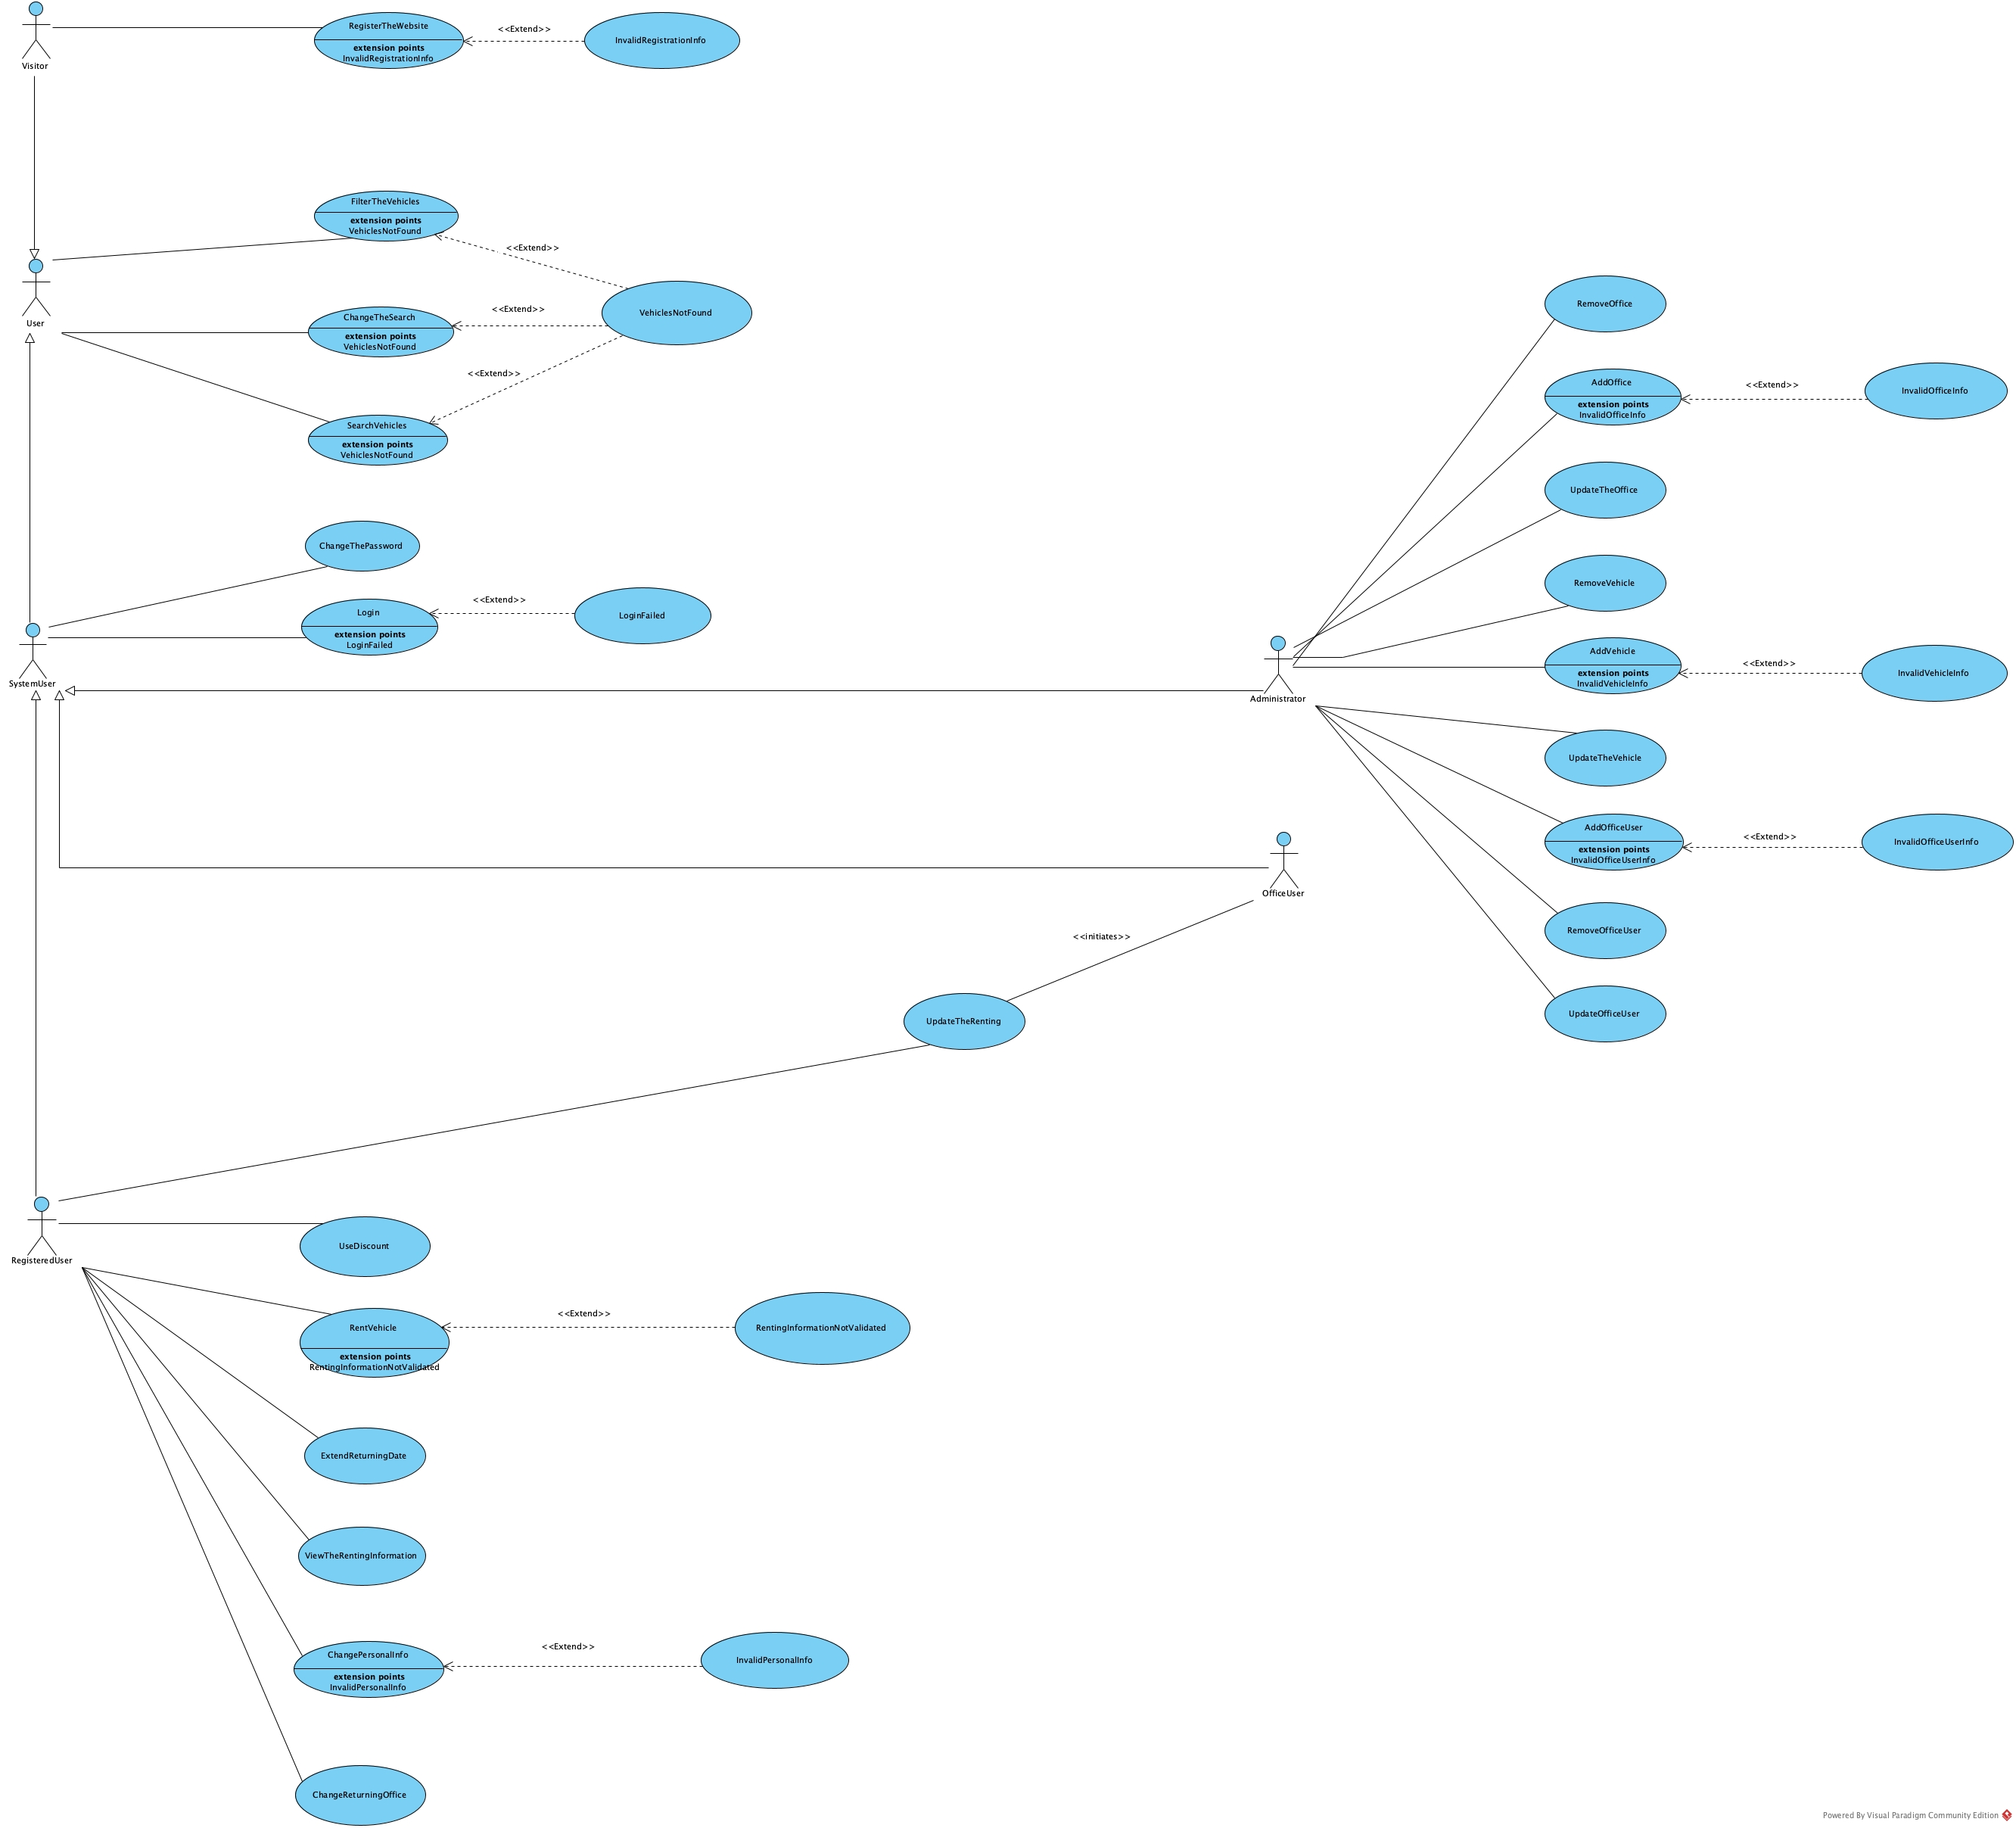 RegisterTheWebsite
extension points
InvalidRegistrationInfo
<<Extend>>
InvalidRegistrationInfo
Visitor
FilterTheVehicles
extension points
VehiclesNotFound
<<Extend>>
User
ChangeTheSearch
extension points
VehiclesNotFound
<<Extend>>
VehiclesNotFound
<<Extend>>
SearchVehicles
extension points
VehiclesNotFound
ChangeThePassword
Login
extension points
LoginFailed
<<Extend>>
LoginFailed
SystemUser
RemoveOffice
AddOffice
extension points
InvalidOfficeInfo
<<Extend>>
InvalidOfficeInfo
UpdateTheOffice
RemoveVehicle
AddVehicle
extension points
InvalidVehicleInfo
<<Extend>>
InvalidVehicleInfo
Administrator
UpdateTheVehicle
AddOfficeUser
extension points
InvalidOfficeUserInfo
<<Extend>>
InvalidOfficeUserInfo
OfficeUser
RemoveOfficeUser
<<initiates>>
UpdateTheRenting
UpdateOfficeUser
RegisteredUser
UseDiscount
RentVehicle
extension points
RentingInformationNotValidated
<<Extend>>
RentingInformationNotValidated
ExtendReturningDate
ViewTheRentingInformation
ChangePersonalInfo
extension points
InvalidPersonalInfo
<<Extend>>
InvalidPersonalInfo
ChangeReturningOffice
Powered By Visual Paradigm Community Edition